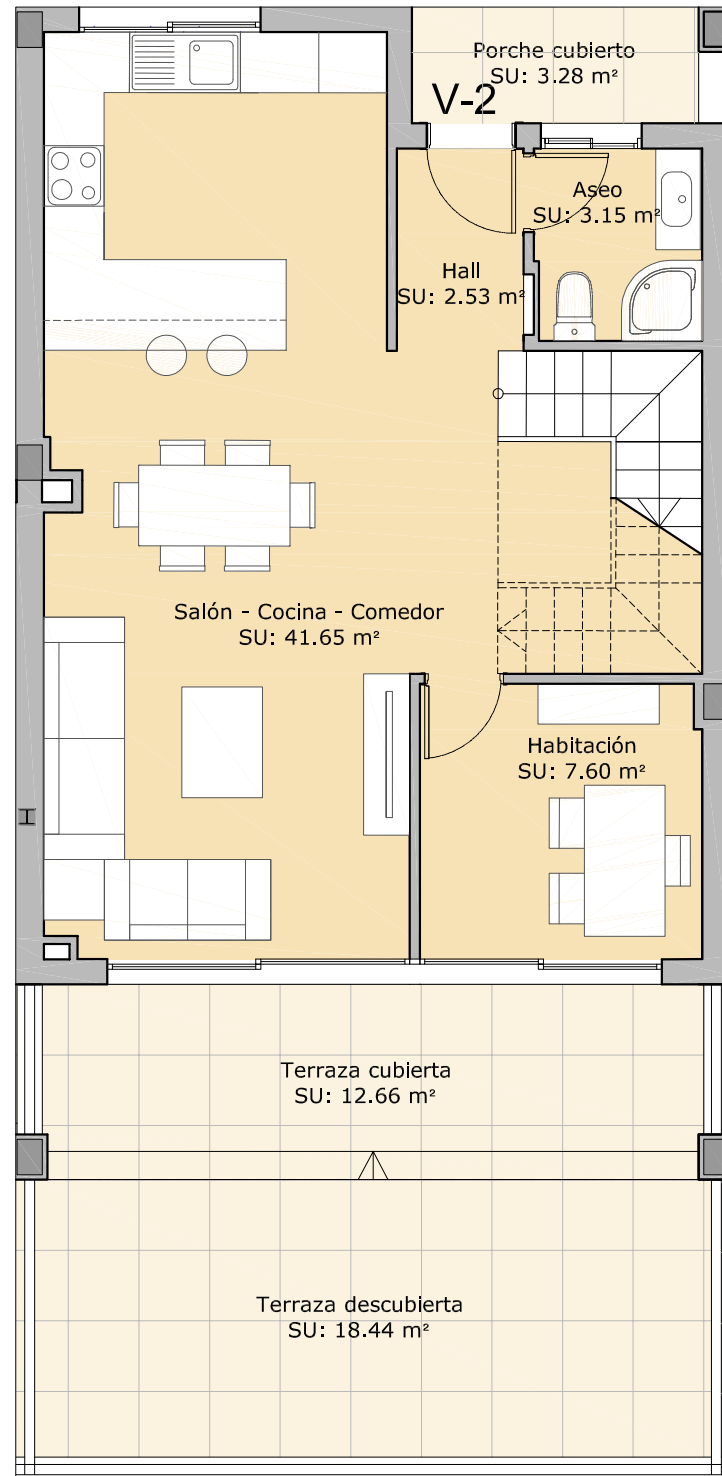 Porche cubierto
SU: 3.28 m²
V-2
Aseo
SU: 3.15 m²
Hall
SU: 2.53 m²
Salón - Cocina - Comedor
SU: 41.65 m²
Habitación
SU: 7.60 m²
Terraza cubierta
SU: 12.66 m²
Terraza descubierta
SU: 18.44 m²